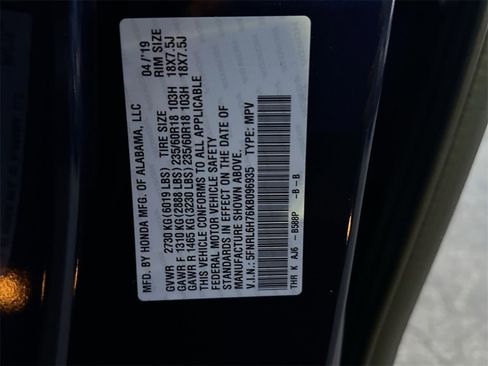 MFD. BY HONDA MFG. OF ALABAMA, LLC 04/'19
TIRE SIZE RIM SIZE
GVWR 2730 KG(6019 LBS)
GAWR F 1310 KG(2888 LBS) 235/60R18 103H 18X7.5J
GAWR R 1465 KG(3230 LBS) 235/60R18 103H 18X7.5J
THIS VEHICLE CONFORMS TO ALL APPLICABLE
FEDERAL MOTOR VEHICLE SAFETY
STANDARDS IN EFFECT ON THE DATE OF
MANUFACTURE SHOWN ABOVE.
V.I.N.: 5FNRL6H76KB096935 TYPE: MPV
THR K AJ6 - B588P -B - B